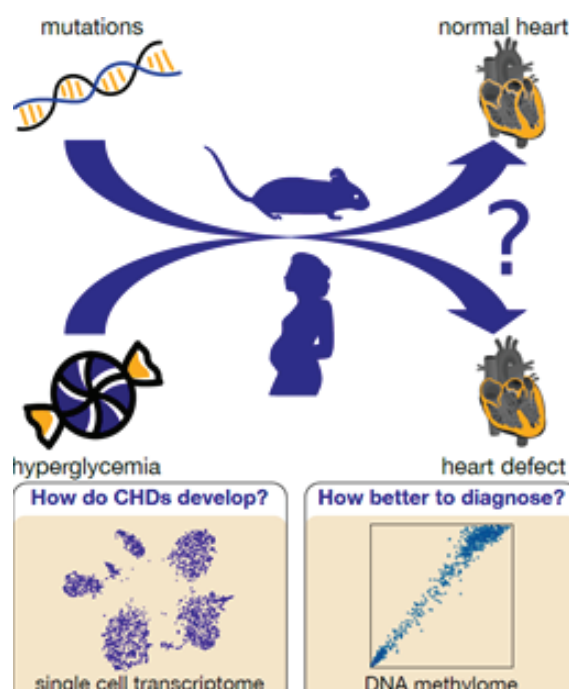 mutations
normal heart
?
hyperglycemia
heart defect
How do CHDs develop?
How better to diagnose?
single cell transcriptome
DNA methylome